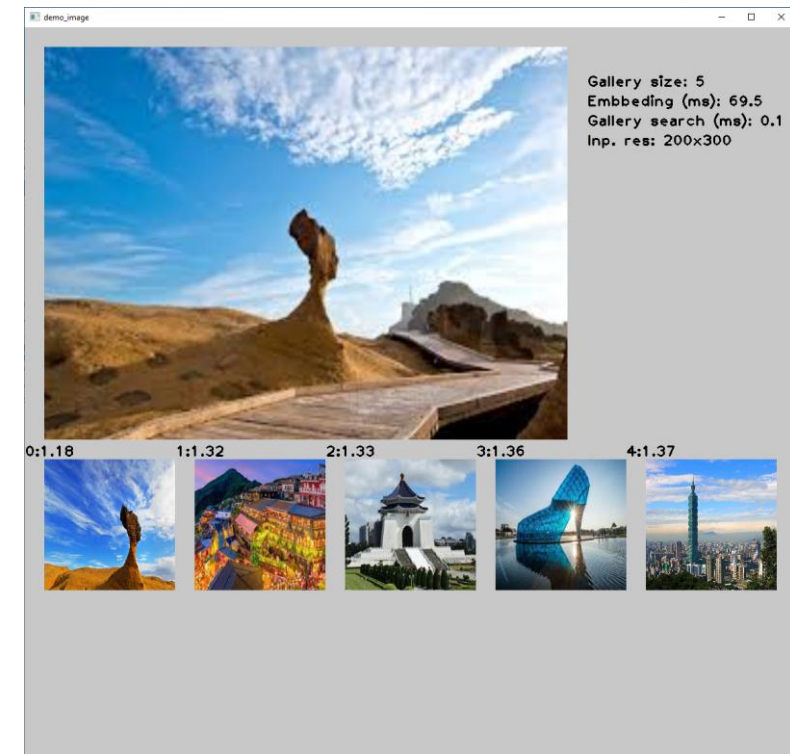 demo_image
Gallery size: 5
Embbeding (ms): 69.5
Gallery search (ms): 0.1
Inp. res: 200x300
0:1.18 1:1.32 2:1.33 3:1.36 4:1.37